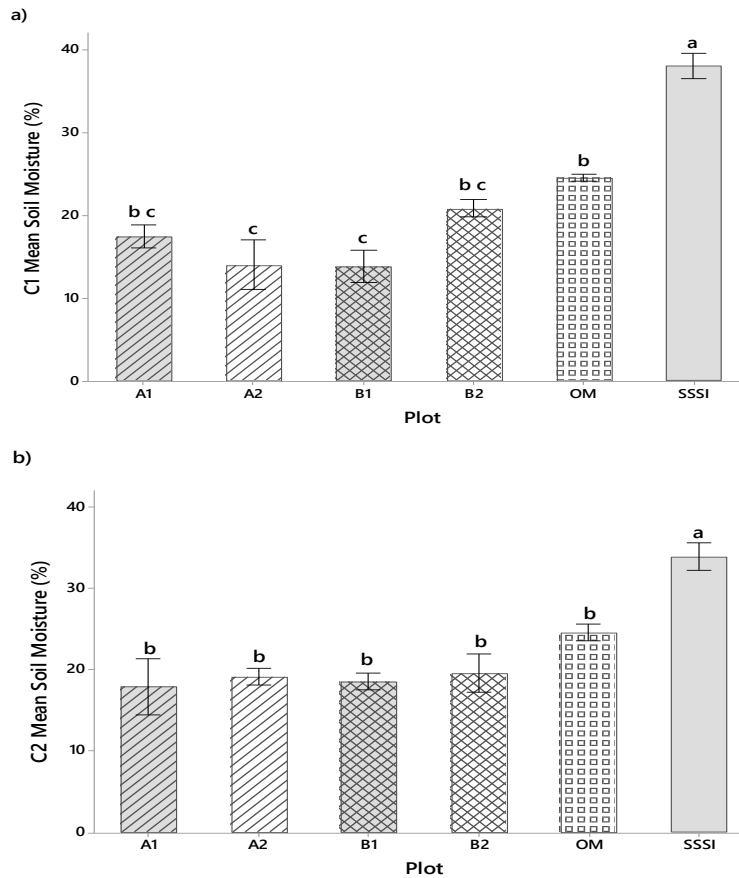 a)
C1 Mean Soil Moisture (%)
40
30
20
10
0
b c
c
c
b c
b
a
A1 A2 B1 B2 OM SSSI
Plot
b)
C2 Mean Soil Moisture (%)
40
30
20
10
0
b
b
b
b
b
a
A1 A2 B1 B2 OM SSSI
Plot